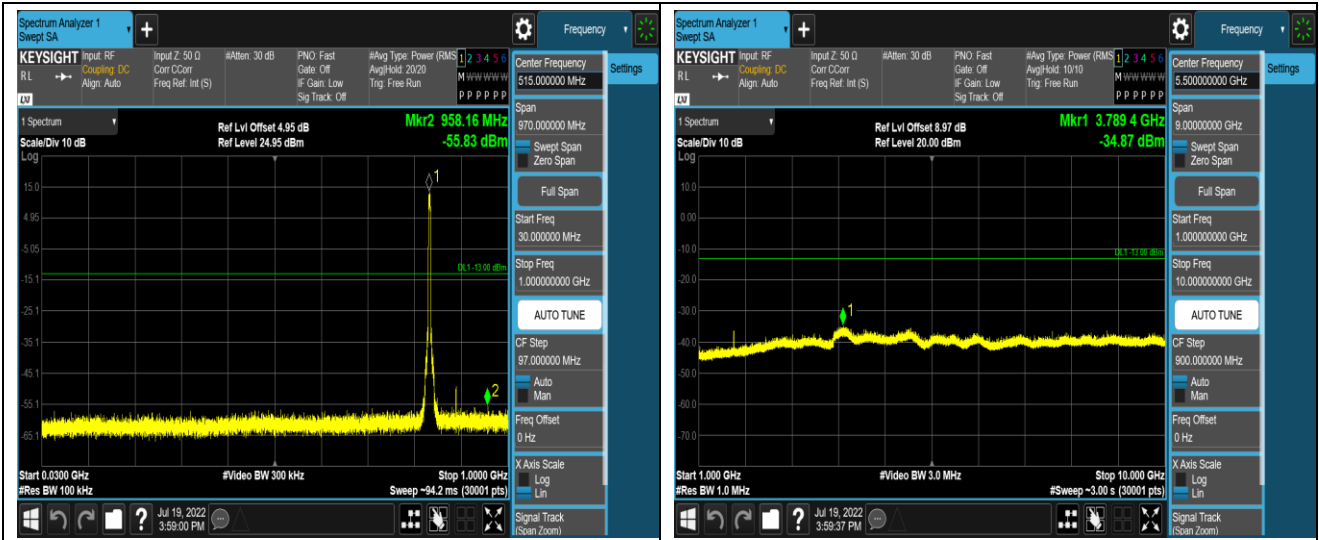 Spectrum Analyzer 1
Swept SA
+
Frequency
KEYSIGHT
RL
LXI
Input: RF
Coupling: DC
Align: Auto
Input Z: 50 Ω
Corr CCorr
Freq Ref: Int (S)
#Atten: 30 dB
PNO: Fast
Gate: Off
IF Gain: Low
Sig Track: Off
#Avg Type: Power (RMS
Avg|Hold: 20/20
Trig: Free Run
1 2 3 4 5 6
M W W W W W
P P P P P P
Center Frequency
515.000000 MHz
Settings
1 Spectrum
Scale/Div 10 dB
Ref Lvl Offset 4.95 dB
Ref Level 24.95 dBm
Mkr2 958.16 MHz
-55.83 dBm
Span
970.000000 MHz
Swept Span
Zero Span
Full Span
Start Freq
30.000000 MHz
Stop Freq
1.000000000 GHz
AUTO TUNE
CF Step
97.000000 MHz
Auto
Man
Freq Offset
0 Hz
X Axis Scale
Log
Lin
Signal Track
(Span Zoom)
Log
15.0
4.95
-5.05
-15.1
-25.1
-35.1
-45.1
-55.1
-65.1
1
DL1 -13.00 dBm
2
Start 0.0300 GHz
#Res BW 100 kHz
#Video BW 300 kHz
Stop 1.0000 GHz
Sweep ~94.2 ms (30001 pts)
?
Jul 19, 2022
3:59:00 PM
Spectrum Analyzer 1
Swept SA
+
Frequency
KEYSIGHT
RL
LXI
Input: RF
Coupling: DC
Align: Auto
Input Z: 50 Ω
Corr CCorr
Freq Ref: Int (S)
#Atten: 30 dB
PNO: Fast
Gate: Off
IF Gain: Low
Sig Track: Off
#Avg Type: Power (RMS
Avg|Hold: 10/10
Trig: Free Run
1 2 3 4 5 6
M W W W W W
P P P P P P
Center Frequency
5.500000000 GHz
Settings
1 Spectrum
Scale/Div 10 dB
Ref Lvl Offset 8.97 dB
Ref Level 20.00 dBm
Mkr1 3.789 4 GHz
-34.87 dBm
Span
9.00000000 GHz
Swept Span
Zero Span
Full Span
Start Freq
1.000000000 GHz
Stop Freq
10.000000000 GHz
AUTO TUNE
CF Step
900.000000 MHz
Auto
Man
Freq Offset
0 Hz
X Axis Scale
Log
Lin
Signal Track
(Span Zoom)
Log
10.0
0.00
-10.0
-20.0
-30.0
-40.0
-50.0
-60.0
-70.0
DL1 -13.00 dBm
1
Start 1.000 GHz
#Res BW 1.0 MHz
#Video BW 3.0 MHz
Stop 10.000 GHz
#Sweep ~3.00 s (30001 pts)
?
Jul 19, 2022
3:59:37 PM